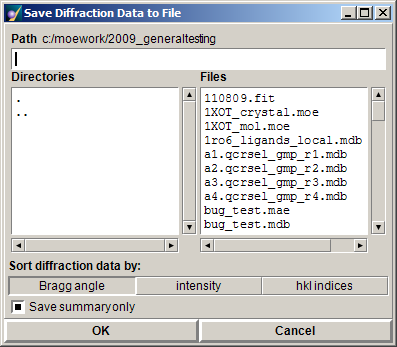 Save Diffraction Data to File
Path c:/moework/2009_generaltesting
Directories
.
..
Files
110809.fit
1XOT_crystal.moe
1XOT_mol.moe
1ro6_ligands_local.mdb
a1.qcrsel_gmp_r1.mdb
a2.qcrsel_gmp_r2.mdb
a3.qcrsel_gmp_r3.mdb
a4.qcrsel_gmp_r4.mdb
bug_test.mae
bug_test.mdb
Sort diffraction data by:
Bragg angle intensity hkl indices
Save summary only
OK Cancel